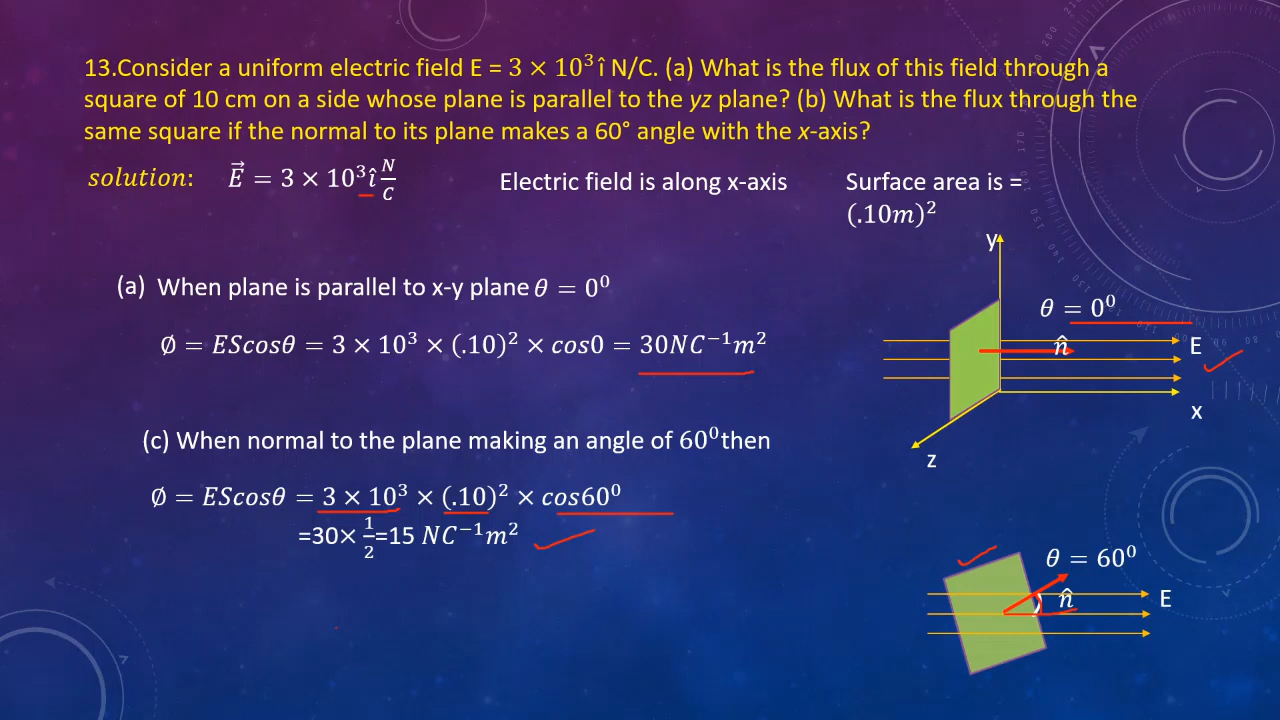 13.Consider a uniform electric field E = 3 × 10³ î N/C. (a) What is the flux of this field through a
square of 10 cm on a side whose plane is parallel to the yz plane? (b) What is the flux through the
same square if the normal to its plane makes a 60° angle with the x-axis?
solution: E⃗ = 3 × 10³ î N/C
Electric field is along x-axis
Surface area is =
(.10m)²
y
(a) When plane is parallel to x-y plane θ = 0⁰
θ = 0⁰
∅ = EScosθ = 3 × 10³ × (.10)² × cos0 = 30NC⁻¹m²
n̂
E
x
(c) When normal to the plane making an angle of 60⁰then
z
∅ = EScosθ = 3 × 10³ × (.10)² × cos60⁰
=30× 1/2=15 NC⁻¹m²
θ = 60⁰
n̂
E